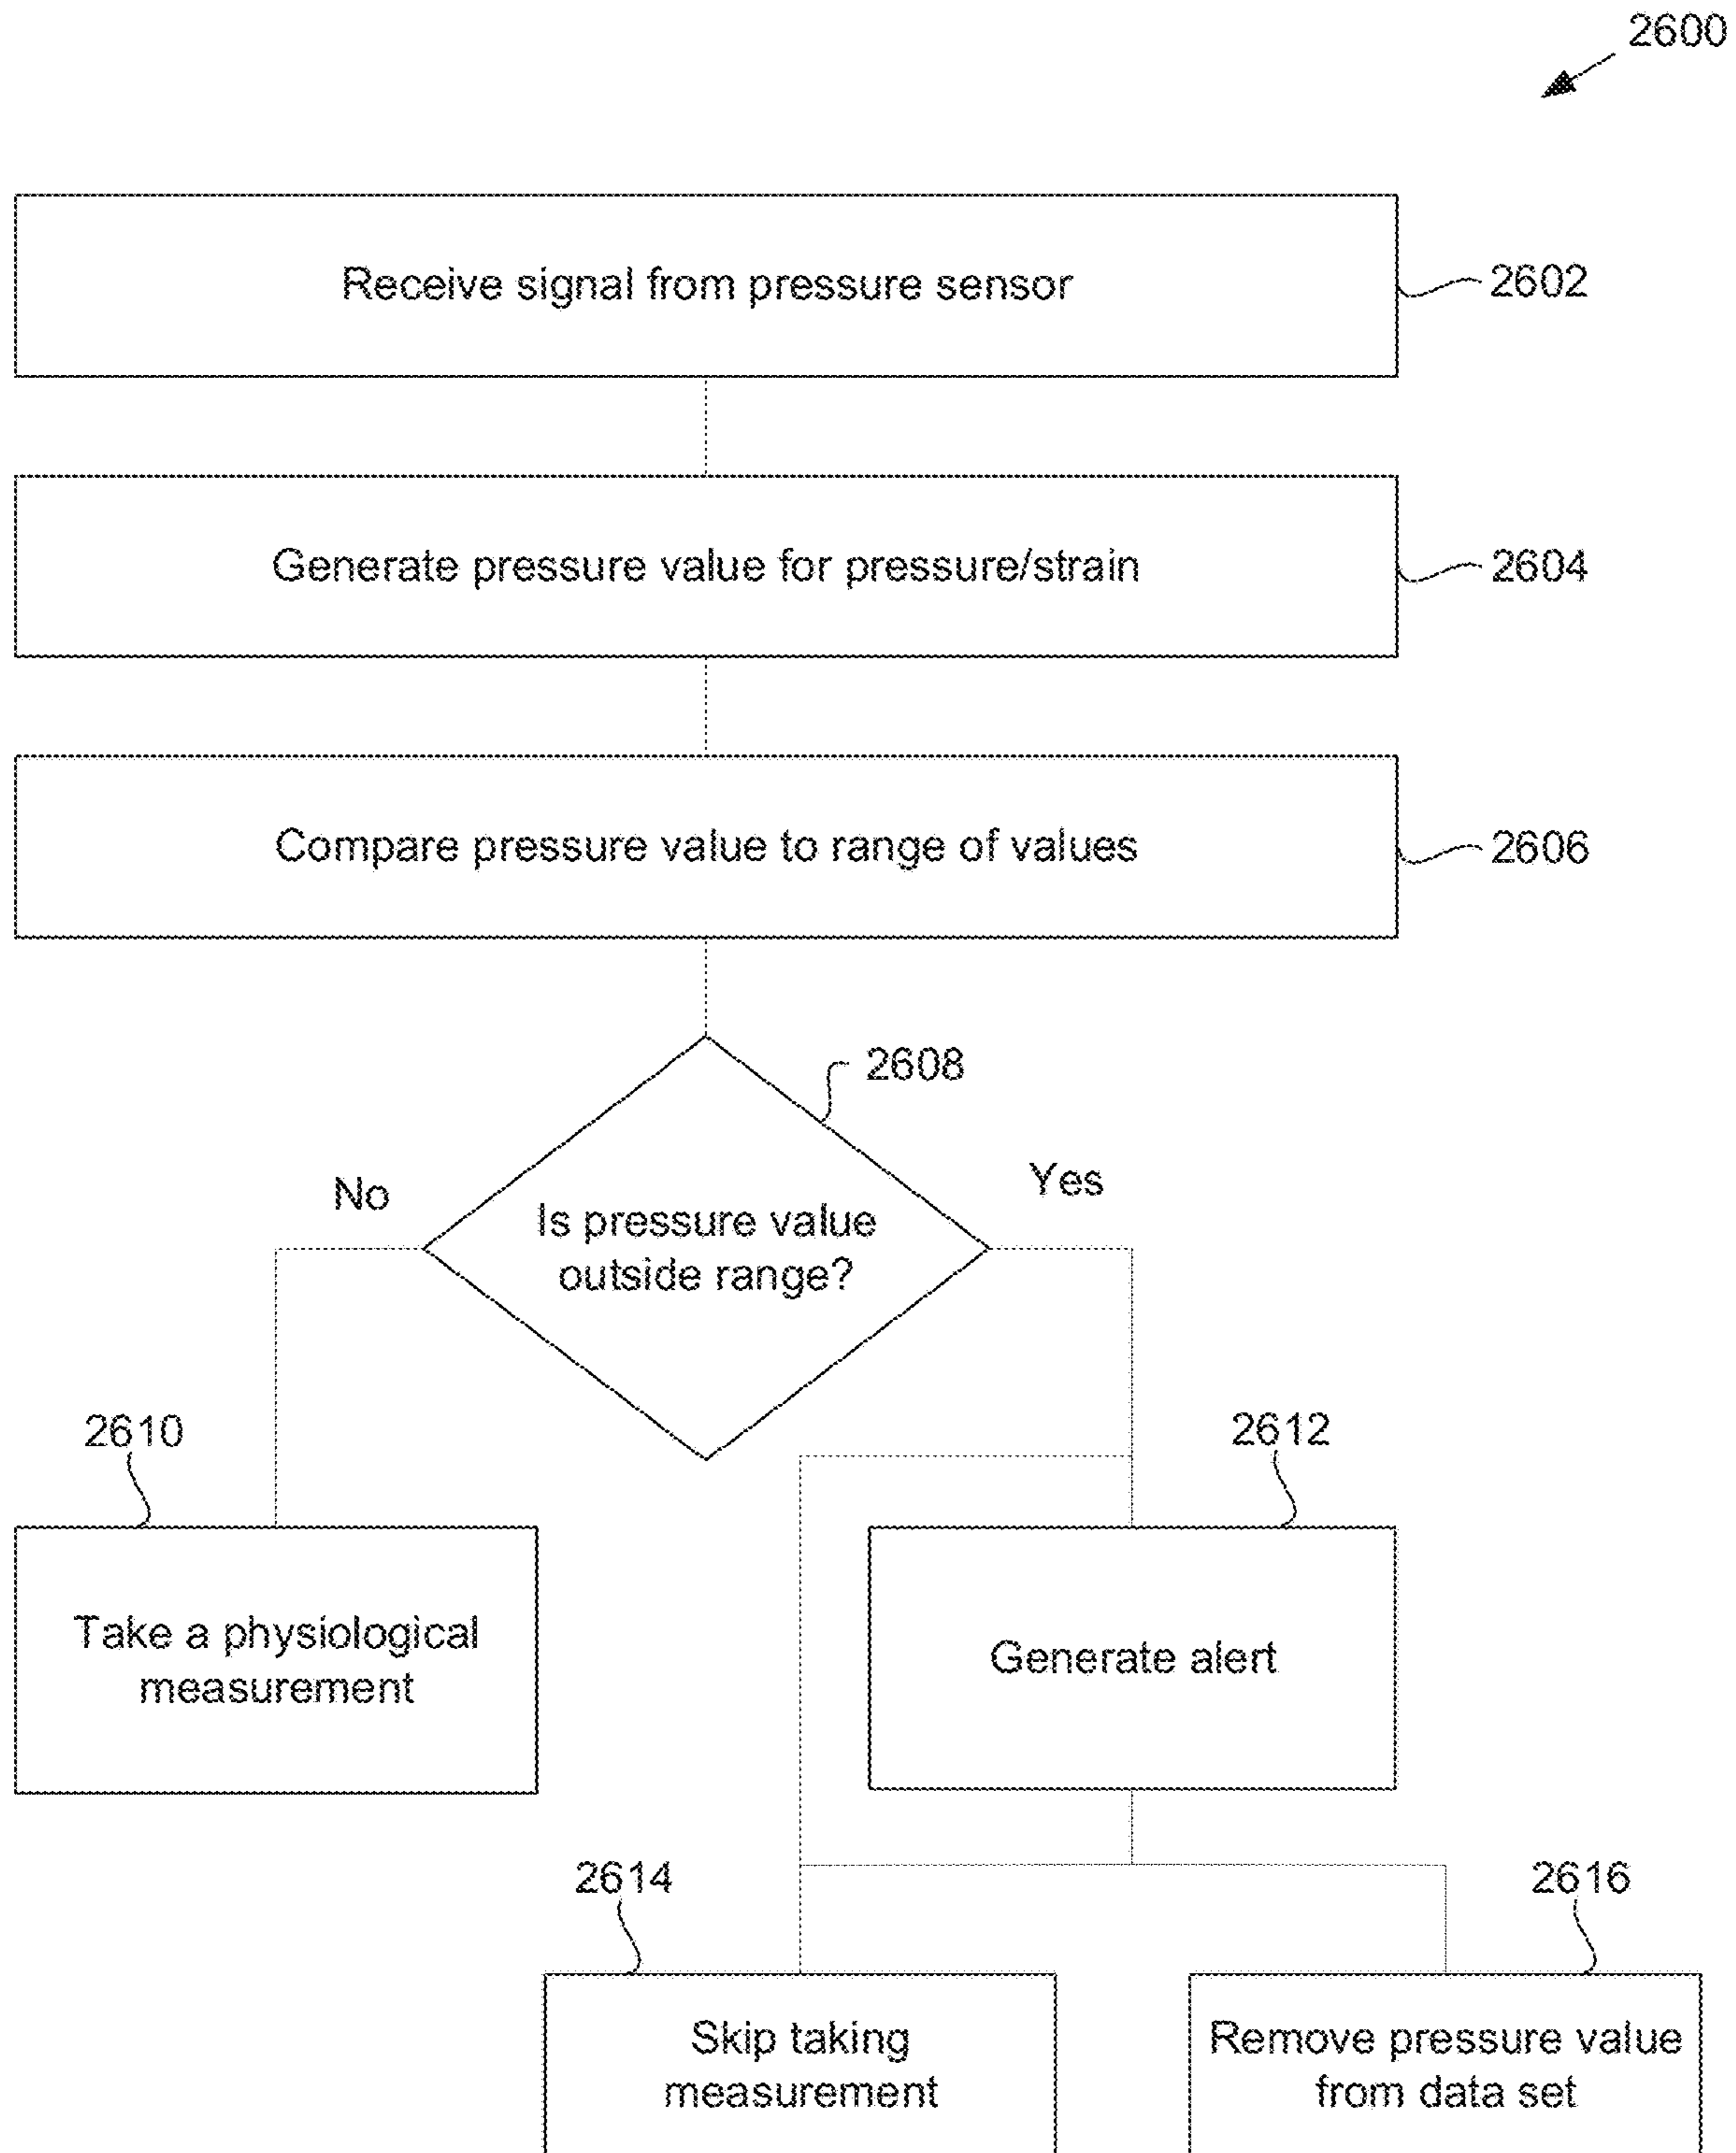 2600
Receive signal from pressure sensor
2602
Generate pressure value for pressure/strain
2604
Compare pressure value to range of values
2606
2608
No
Yes
Is pressure value
outside range?
2610
2612
Take a physiological
measurement
Generate alert
2614
2616
Skip taking
measurement
Remove pressure value
from data set